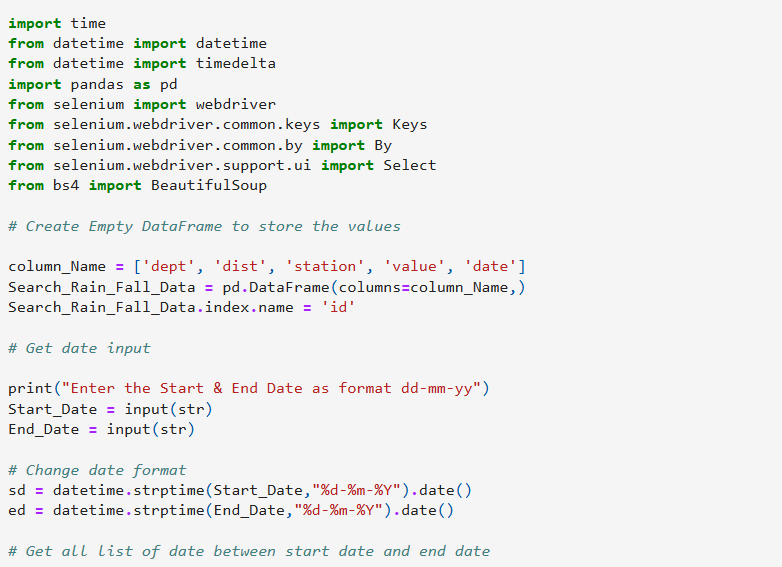 import time
from datetime import datetime
from datetime import timedelta
import pandas as pd
from selenium import webdriver
from selenium.webdriver.common.keys import Keys
from selenium.webdriver.common.by import By
from selenium.webdriver.support.ui import Select
from bs4 import BeautifulSoup
# Create Empty DataFrame to store the values
column_Name = ['dept', 'dist', 'station', 'value', 'date']
Search_Rain_Fall_Data = pd.DataFrame(columns=column_Name,)
Search_Rain_Fall_Data.index.name = 'id'
# Get date input
print("Enter the Start & End Date as format dd-mm-yy")
Start_Date = input(str)
End_Date = input(str)
# Change date format
sd = datetime.strptime(Start_Date,"%d-%m-%Y").date()
ed = datetime.strptime(End_Date,"%d-%m-%Y").date()
# Get all list of date between start date and end date